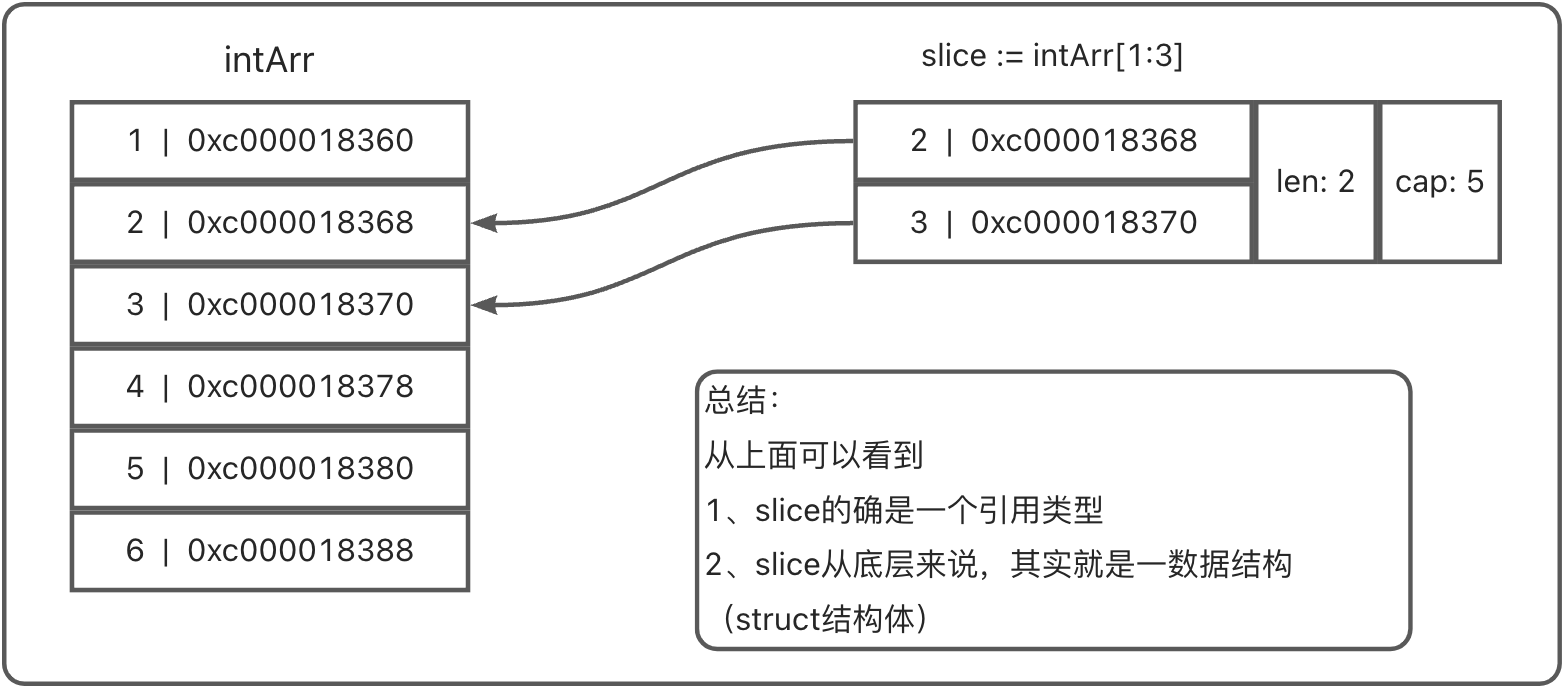 intArr
1 | 0xc000018360
2 | 0xc000018368
3 | 0xc000018370
4 | 0xc000018378
5 | 0xc000018380
6 | 0xc000018388
slice := intArr[1:3]
2 | 0xc000018368
3 | 0xc000018370
len: 2
cap: 5
总结：
从上面可以看到
1、slice的确是一个引用类型
2、slice从底层来说，其实就是一数据结构
（struct结构体）